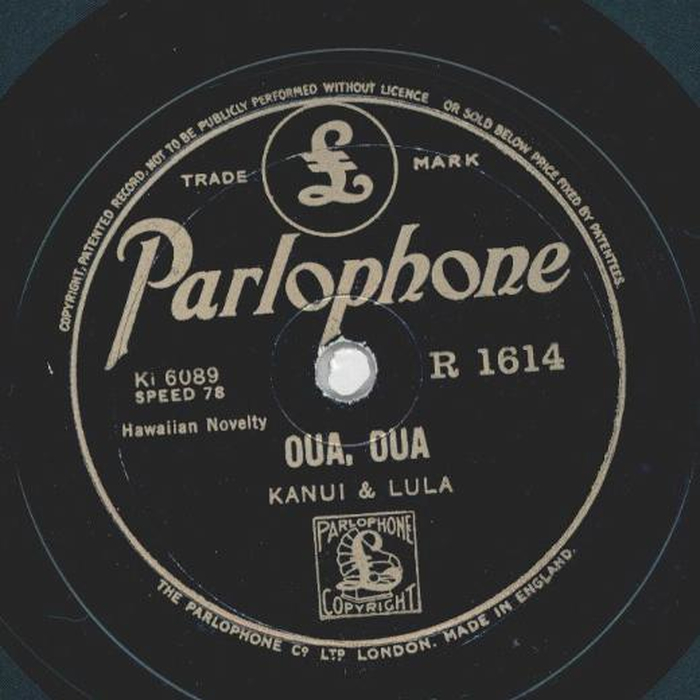 COPYRIGHT, PATENTED RECORD, NOT TO BE PUBLICLY PERFORMED WITHOUT LICENCE OR SOLD BELOW PRICE FIXED BY PATENTEES.
TRADE £ MARK
Parlophone
Ki 6089
SPEED 78
R 1614
Hawaiian Novelty
OUA, OUA
KANUI & LULA
PARLOPHONE
£
COPYRIGHT
THE PARLOPHONE Co LTD LONDON. MADE IN ENGLAND.